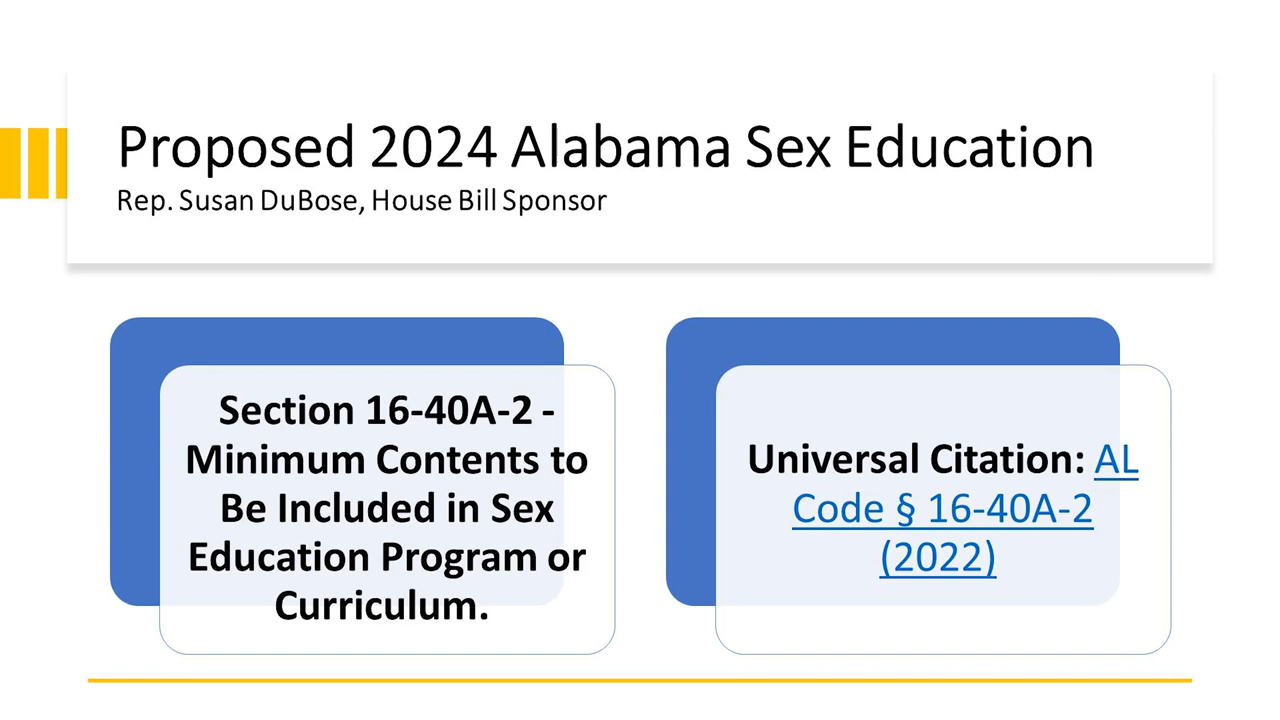 Proposed 2024 Alabama Sex Education
Rep. Susan DuBose, House Bill Sponsor
Section 16-40A-2 -
Minimum Contents to
Be Included in Sex
Education Program or
Curriculum.
Universal Citation: AL
Code § 16-40A-2
(2022)